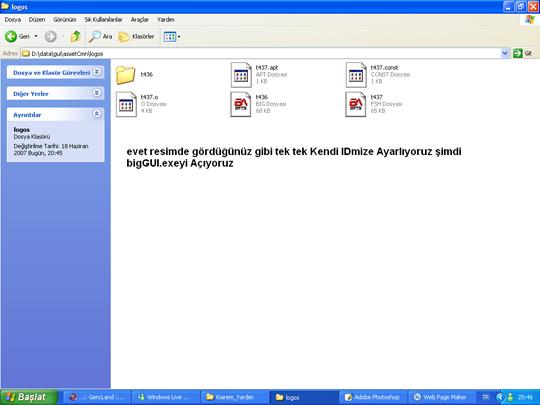 logos
Dosya Düzen Görünüm Sık Kullanılanlar Araçlar Yardım
Geri Ara Klasörler
Adres D:\data\gui\assetCmn\logos Git
Dosya ve Klasör Görevleri
Diğer Yerler
Ayrıntılar
logos
Dosya Klasörü
Değiştirilme Tarihi: 18 Haziran
2007 Bugün, 20:45
t436
t437.apt
APT Dosyası
1 KB
t437.const
CONST Dosyası
1 KB
t437.o
O Dosyası
4 KB
t436
BIG Dosyası
68 KB
t437
FSH Dosyası
65 KB
evet resimde gördüğünüz gibi tek tek Kendi IDmize Ayarlıyoruz şimdi
bigGUI.exeyi Açıyoruz
Başlat ..:: GencLand :... Windows Live ... Kiarem_Yardım logos Adobe Photoshop Web Page Maker TR 20:46